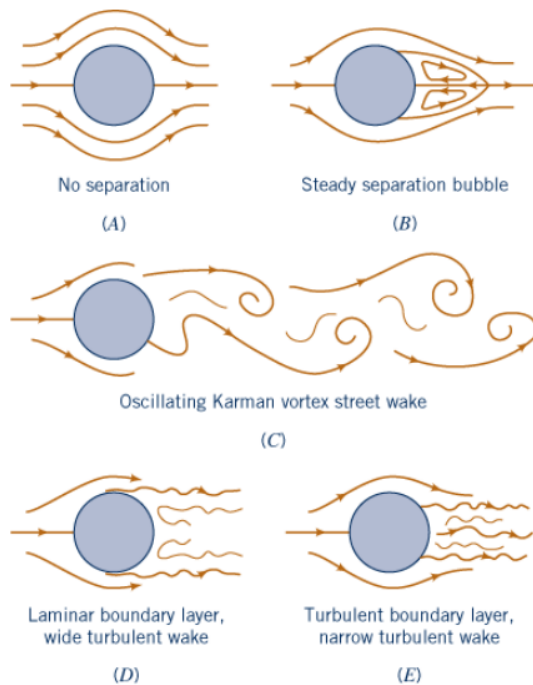 No separation
(A)
Steady separation bubble
(B)
Oscillating Karman vortex street wake
(C)
Laminar boundary layer,
wide turbulent wake
(D)
Turbulent boundary layer,
narrow turbulent wake
(E)